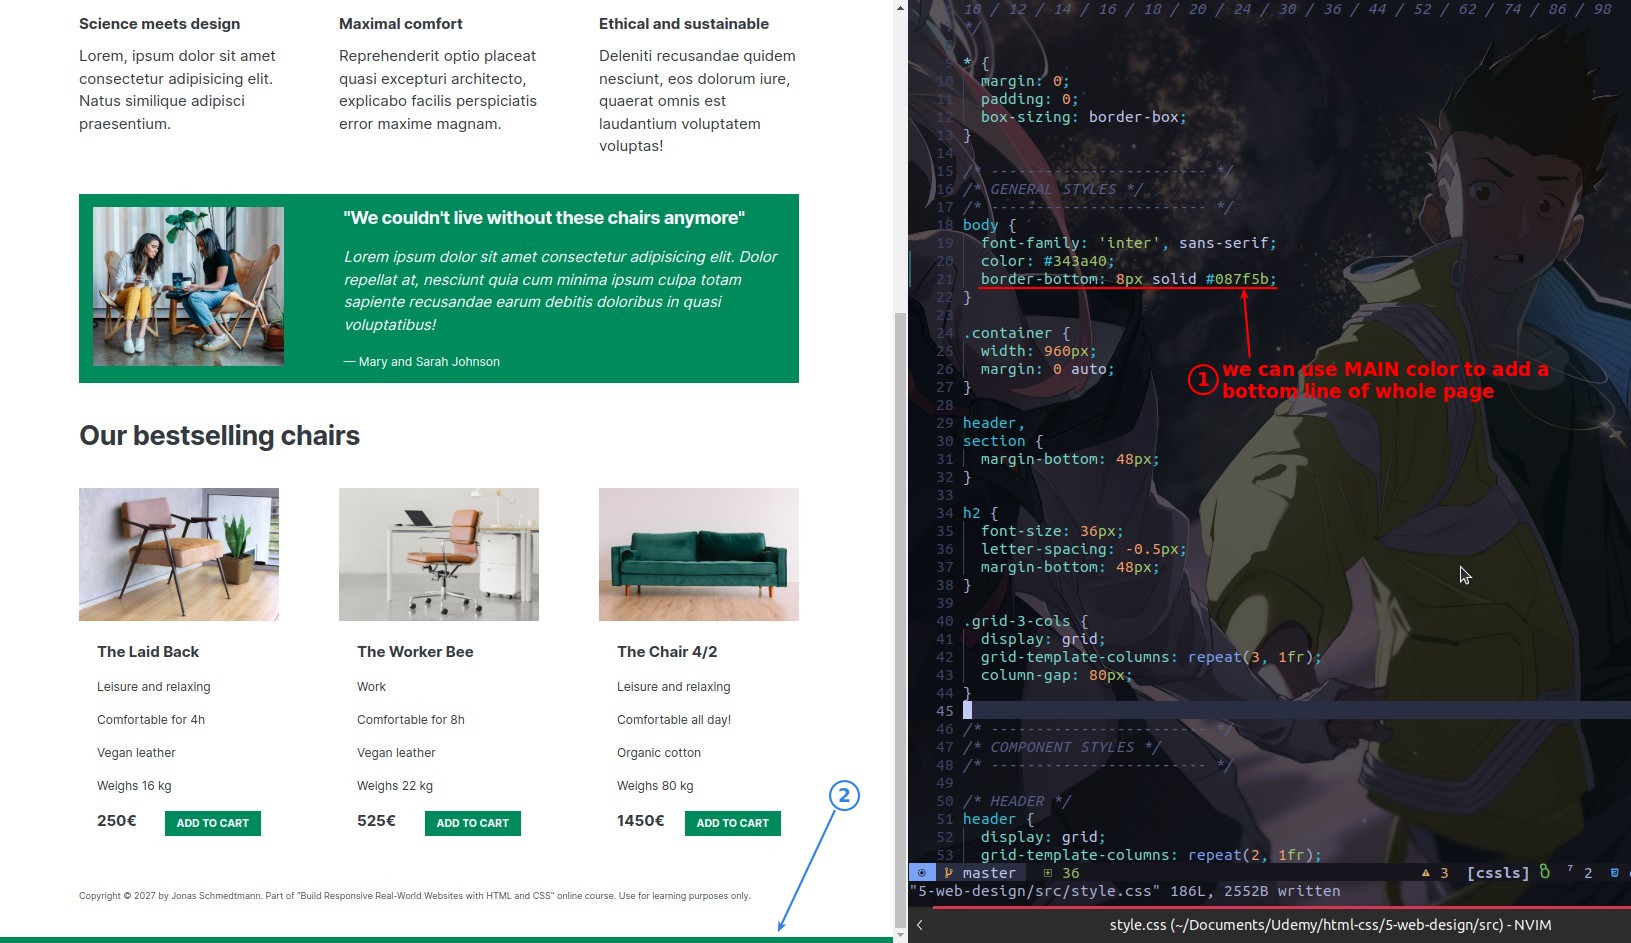 Science meets design
Lorem, ipsum dolor sit amet
consectetur adipisicing elit.
Natus similique adipisci
praesentium.
Maximal comfort
Reprehenderit optio placeat
quasi excepturi architecto,
explicabo facilis perspiciatis
error maxime magnam.
Ethical and sustainable
Deleniti recusandae quidem
nesciunt, eos dolorum iure,
quaerat omnis est
laudantium voluptatem
voluptas!
"We couldn't live without these chairs anymore"
Lorem ipsum dolor sit amet consectetur adipisicing elit. Dolor
repellat at, nesciunt quia cum minima ipsum culpa totam
sapiente recusandae earum debitis doloribus in quasi
voluptatibus!
— Mary and Sarah Johnson
Our bestselling chairs
The Laid Back
Leisure and relaxing
Comfortable for 4h
Vegan leather
Weighs 16 kg
250€ ADD TO CART
The Worker Bee
Work
Comfortable for 8h
Vegan leather
Weighs 22 kg
525€ ADD TO CART
The Chair 4/2
Leisure and relaxing
Comfortable all day!
Organic cotton
Weighs 80 kg
1450€ ADD TO CART
2
Copyright © 2027 by Jonas Schmedtmann. Part of "Build Responsive Real-World Websites with HTML and CSS" online course. Use for learning purposes only.
10 / 12 / 14 / 16 / 18 / 20 / 24 / 30 / 36 / 44 / 52 / 62 / 74 / 86 / 98
*/
9 * {
10 margin: 0;
11 padding: 0;
12 box-sizing: border-box;
13 }
14
15 /* ------------------------ */
16 /* GENERAL STYLES */
17 /* ------------------------ */
18 body {
19 font-family: 'inter', sans-serif;
20 color: #343a40;
21 border-bottom: 8px solid #087f5b;
22 }
23
24 .container {
25 width: 960px;
26 margin: 0 auto;
27 }
28
29 header,
30 section {
31 margin-bottom: 48px;
32 }
33
34 h2 {
35 font-size: 36px;
36 letter-spacing: -0.5px;
37 margin-bottom: 48px;
38 }
39
40 .grid-3-cols {
41 display: grid;
42 grid-template-columns: repeat(3, 1fr);
43 column-gap: 80px;
44 }
45
46 /* ------------------------ */
47 /* COMPONENT STYLES */
48 /* ------------------------ */
49
50 /* HEADER */
51 header {
52 display: grid;
53 grid-template-columns: repeat(2, 1fr);
1 we can use MAIN color to add a
bottom line of whole page
master 36 3 [cssls] 7 2
"5-web-design/src/style.css" 186L, 2552B written
style.css (~/Documents/Udemy/html-css/5-web-design/src) - NVIM